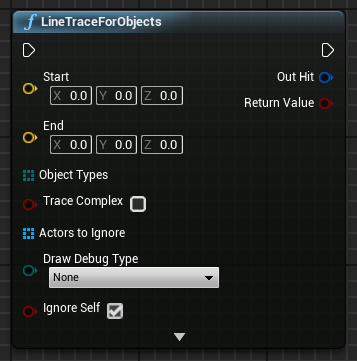 f LineTraceForObjects
Start
Out Hit
X 0.0 Y 0.0 Z 0.0
Return Value
End
X 0.0 Y 0.0 Z 0.0
Object Types
Trace Complex
Actors to Ignore
Draw Debug Type
None
Ignore Self